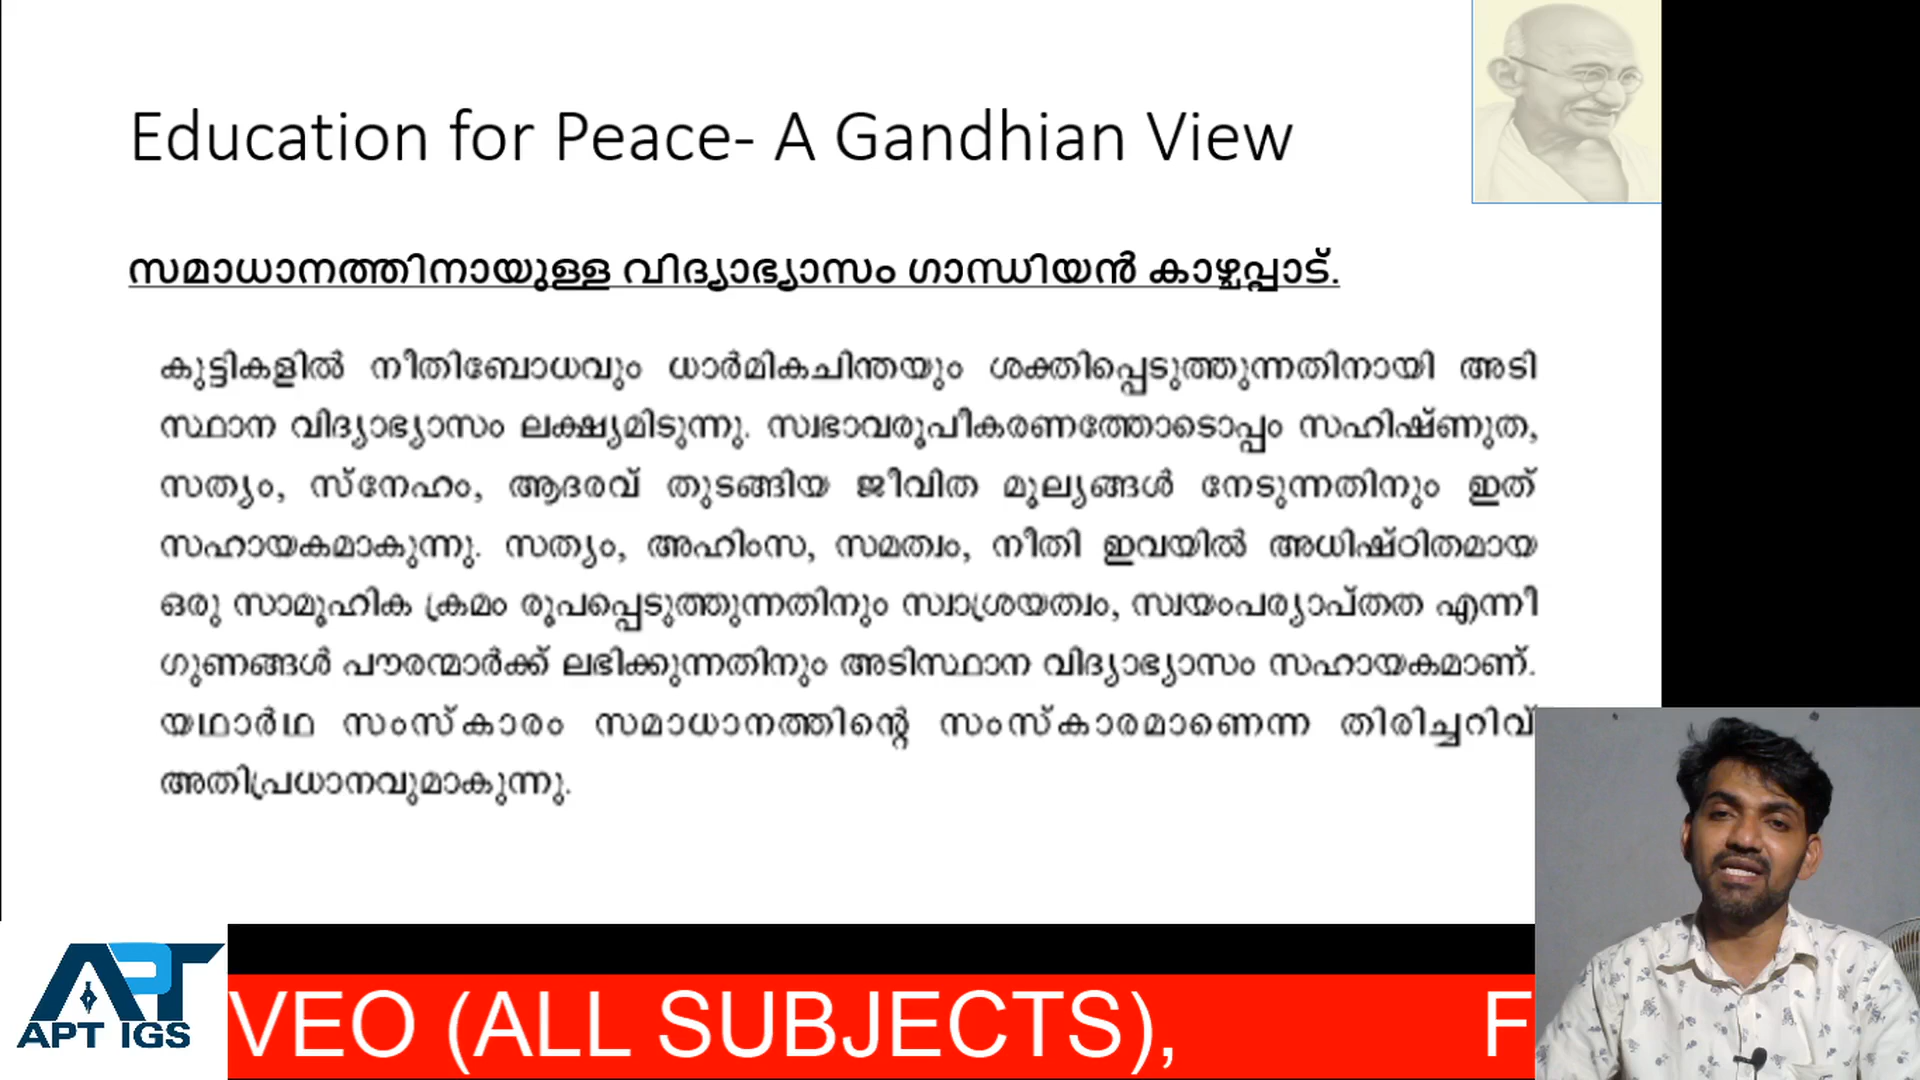 Education for Peace- A Gandhian View
സമാധാനത്തിനായുള്ള വിദ്യാഭ്യാസം ഗാന്ധിയൻ കാഴ്ചപ്പാട്.
കുട്ടികളിൽ നീതിബോധവും ധാർമികചിന്തയും ശക്തിപ്പെടുത്തുന്നതിനായി അടി
സ്ഥാന വിദ്യാഭ്യാസം ലക്ഷ്യമിടുന്നു. സ്വഭാവരൂപീകരണത്തോടൊപ്പം സഹിഷ്ണുത,
സത്യം, സ്നേഹം, ആദരവ് തുടങ്ങിയ ജീവിത മൂല്യങ്ങൾ നേടുന്നതിനും ഇത്
സഹായകമാകുന്നു. സത്യം, അഹിംസ, സമത്വം, നീതി ഇവയിൽ അധിഷ്ഠിതമായ
ഒരു സാമൂഹിക ക്രമം രൂപപ്പെടുത്തുന്നതിനും സ്വാശ്രയത്വം, സ്വയംപര്യാപ്തത എന്നീ
ഗുണങ്ങൾ പൗരന്മാർക്ക് ലഭിക്കുന്നതിനും അടിസ്ഥാന വിദ്യാഭ്യാസം സഹായകമാണ്.
യഥാർഥ സംസ്കാരം സമാധാനത്തിന്റെ സംസ്കാരമാണെന്ന തിരിച്ചറിവ്
അതിപ്രധാനവുമാകുന്നു.
APT
APT IGS
VEO (ALL SUBJECTS), F